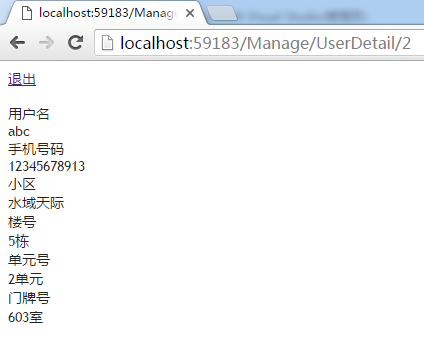 localhost:59183/Manag
localhost:59183/Manage/UserDetail/2
退出
用户名
abc
手机号码
12345678913
小区
水域天际
楼号
5栋
单元号
2单元
门牌号
603室